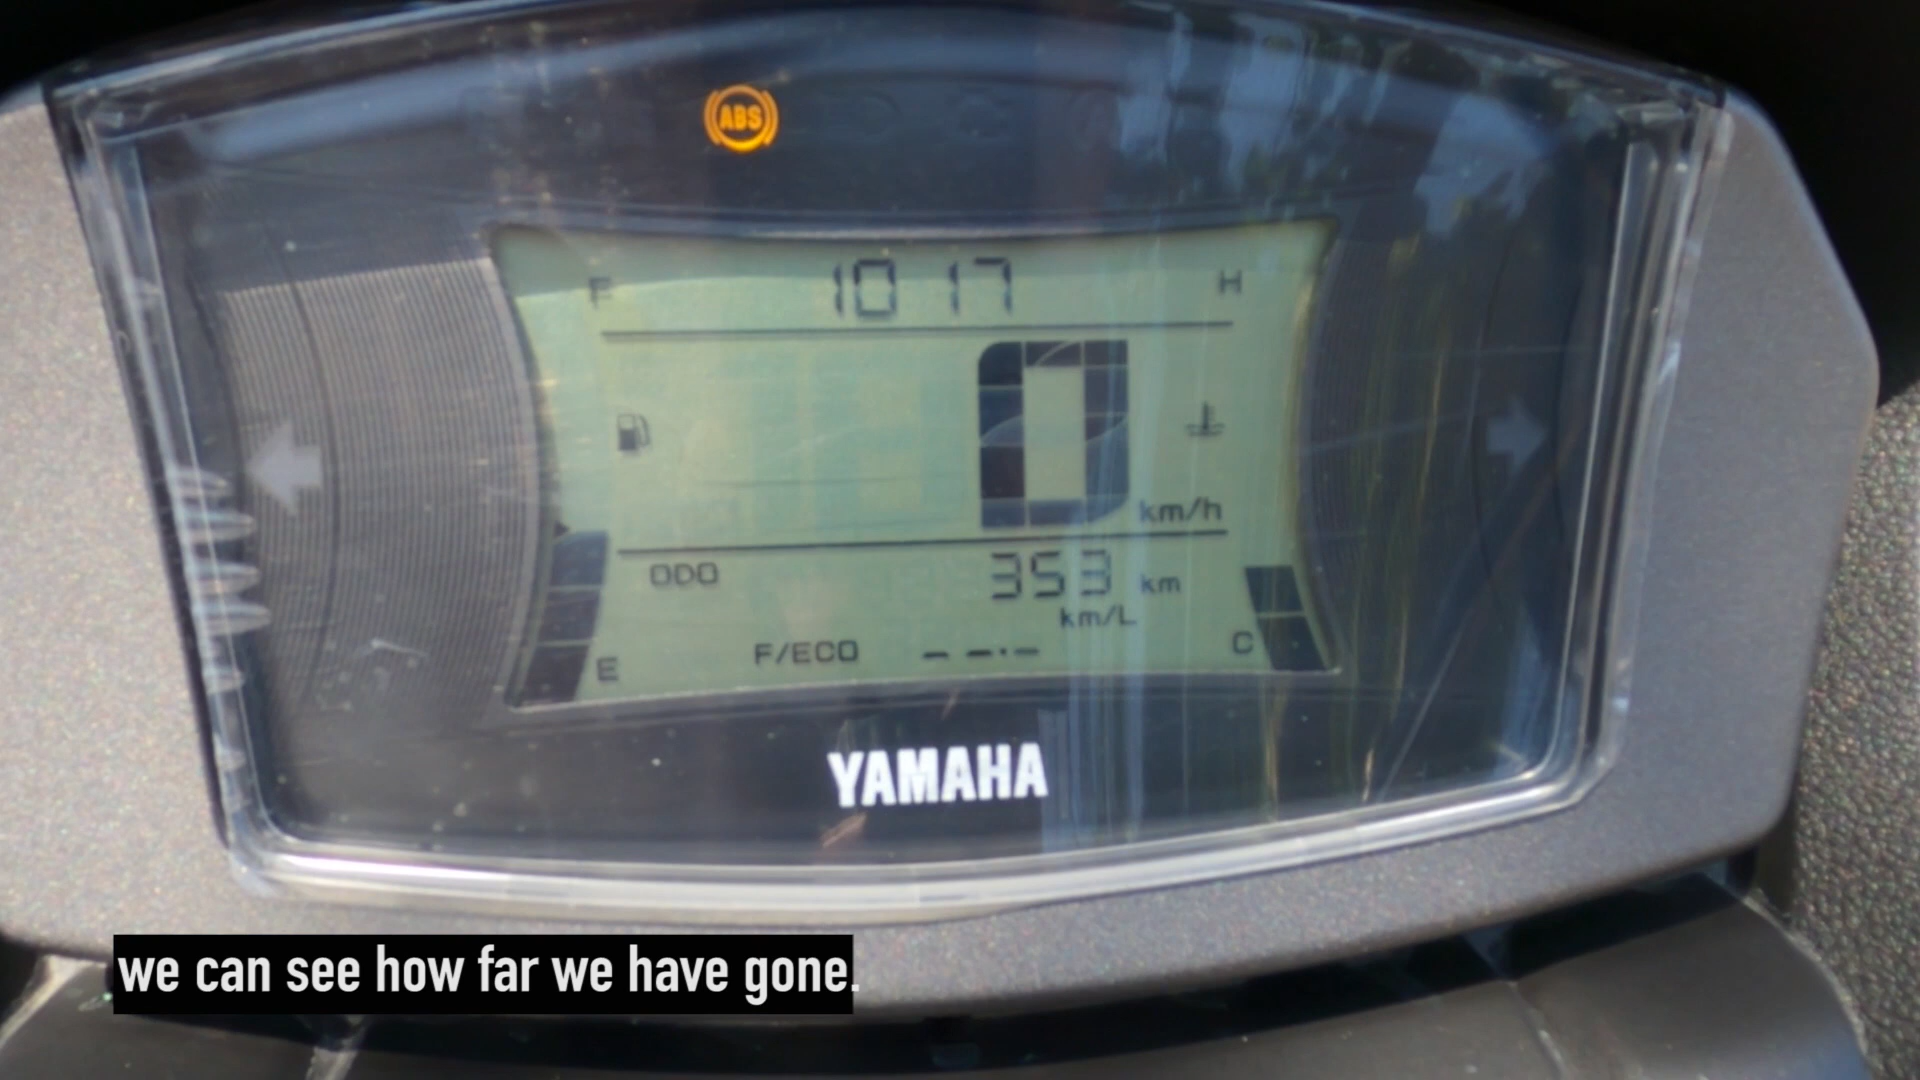 ABS
F 10 17 H
0
km/h
ODO 353 km
km/L
E F/ECO --.- C
YAMAHA
we can see how far we have gone.